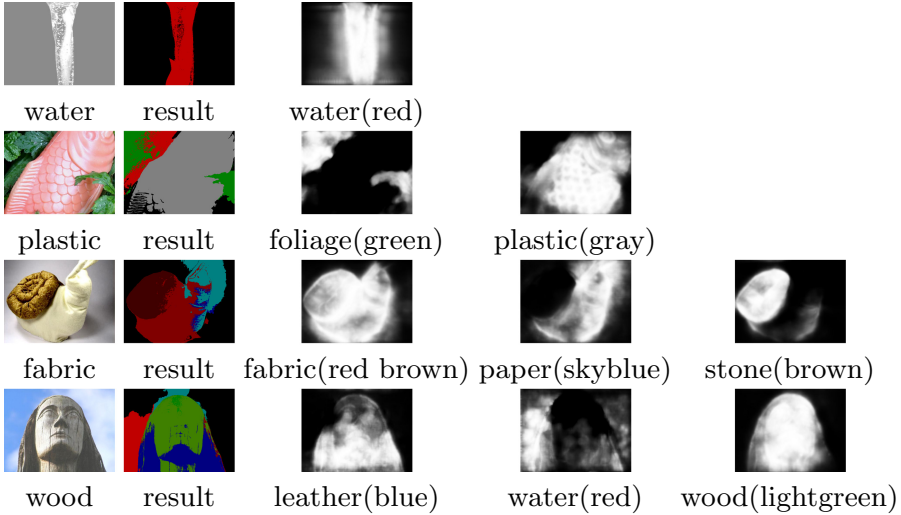 water result water(red)
plastic result foliage(green) plastic(gray)
fabric result fabric(red brown) paper(skyblue) stone(brown)
wood result leather(blue) water(red) wood(lightgreen)